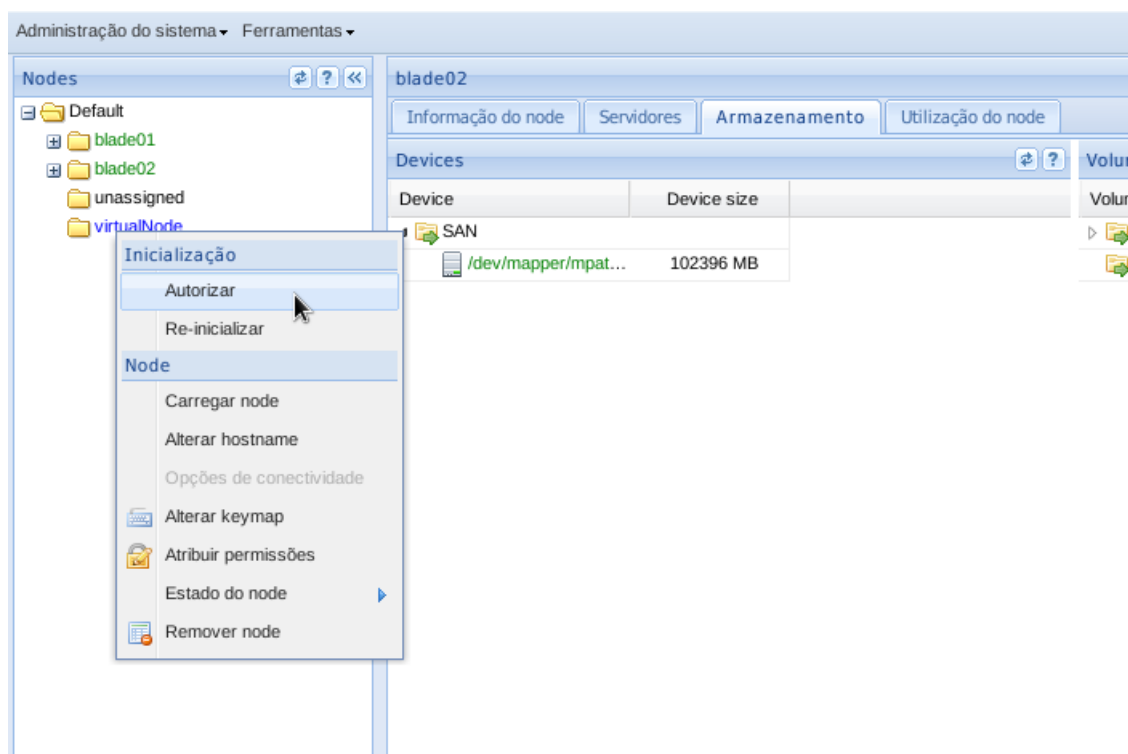 Administração do sistema Ferramentas
Nodes
Default
blade01
blade02
unassigned
virtualNode
Inicialização
Autorizar
Re-inicializar
Node
Carregar node
Alterar hostname
Opções de conectividade
Alterar keymap
Atribuir permissões
Estado do node
Remover node
blade02
Informação do node Servidores Armazenamento Utilização do node
Devices
Device Device size
SAN
/dev/mapper/mpat... 102396 MB